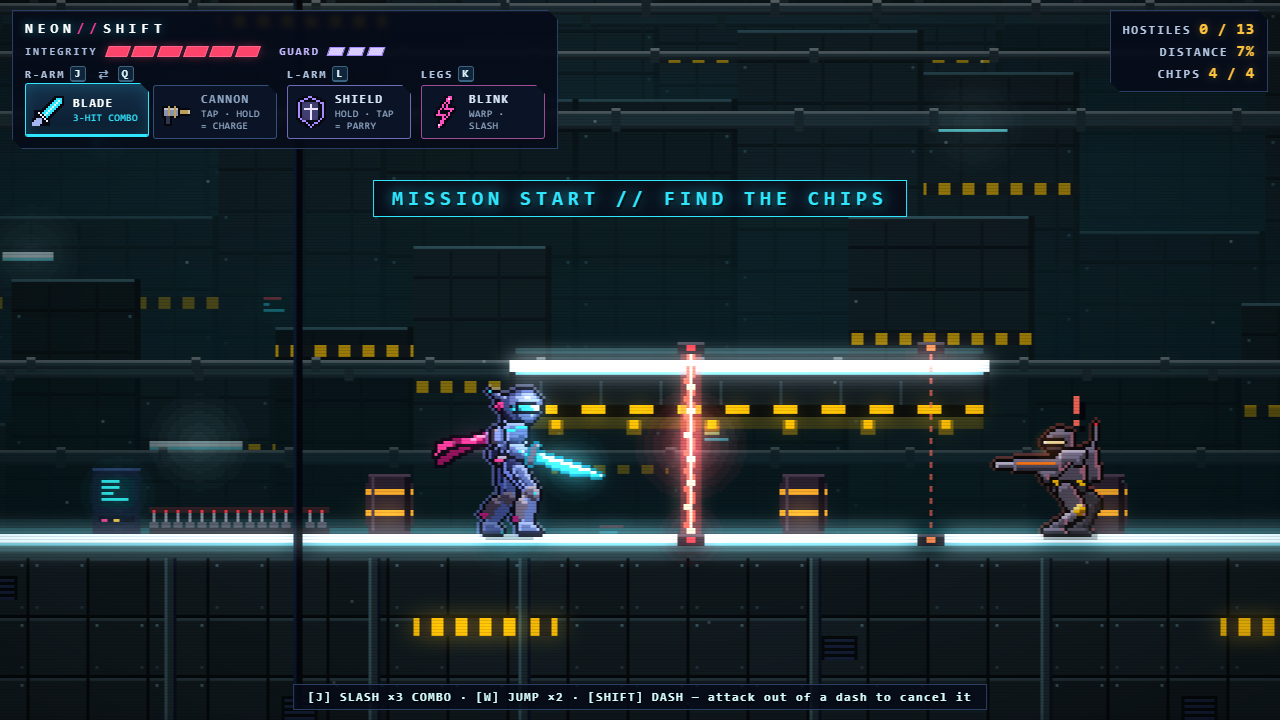 NEON//SHIFT
INTEGRITY GUARD
R-ARM J ⇄ Q L-ARM L LEGS K
BLADE
3-HIT COMBO
CANNON
TAP · HOLD
= CHARGE
SHIELD
HOLD · TAP
= PARRY
BLINK
WARP ·
SLASH
HOSTILES 0 / 13
DISTANCE 7%
CHIPS 4 / 4
MISSION START // FIND THE CHIPS
[J] SLASH ×3 COMBO · [W] JUMP ×2 · [SHIFT] DASH — attack out of a dash to cancel it